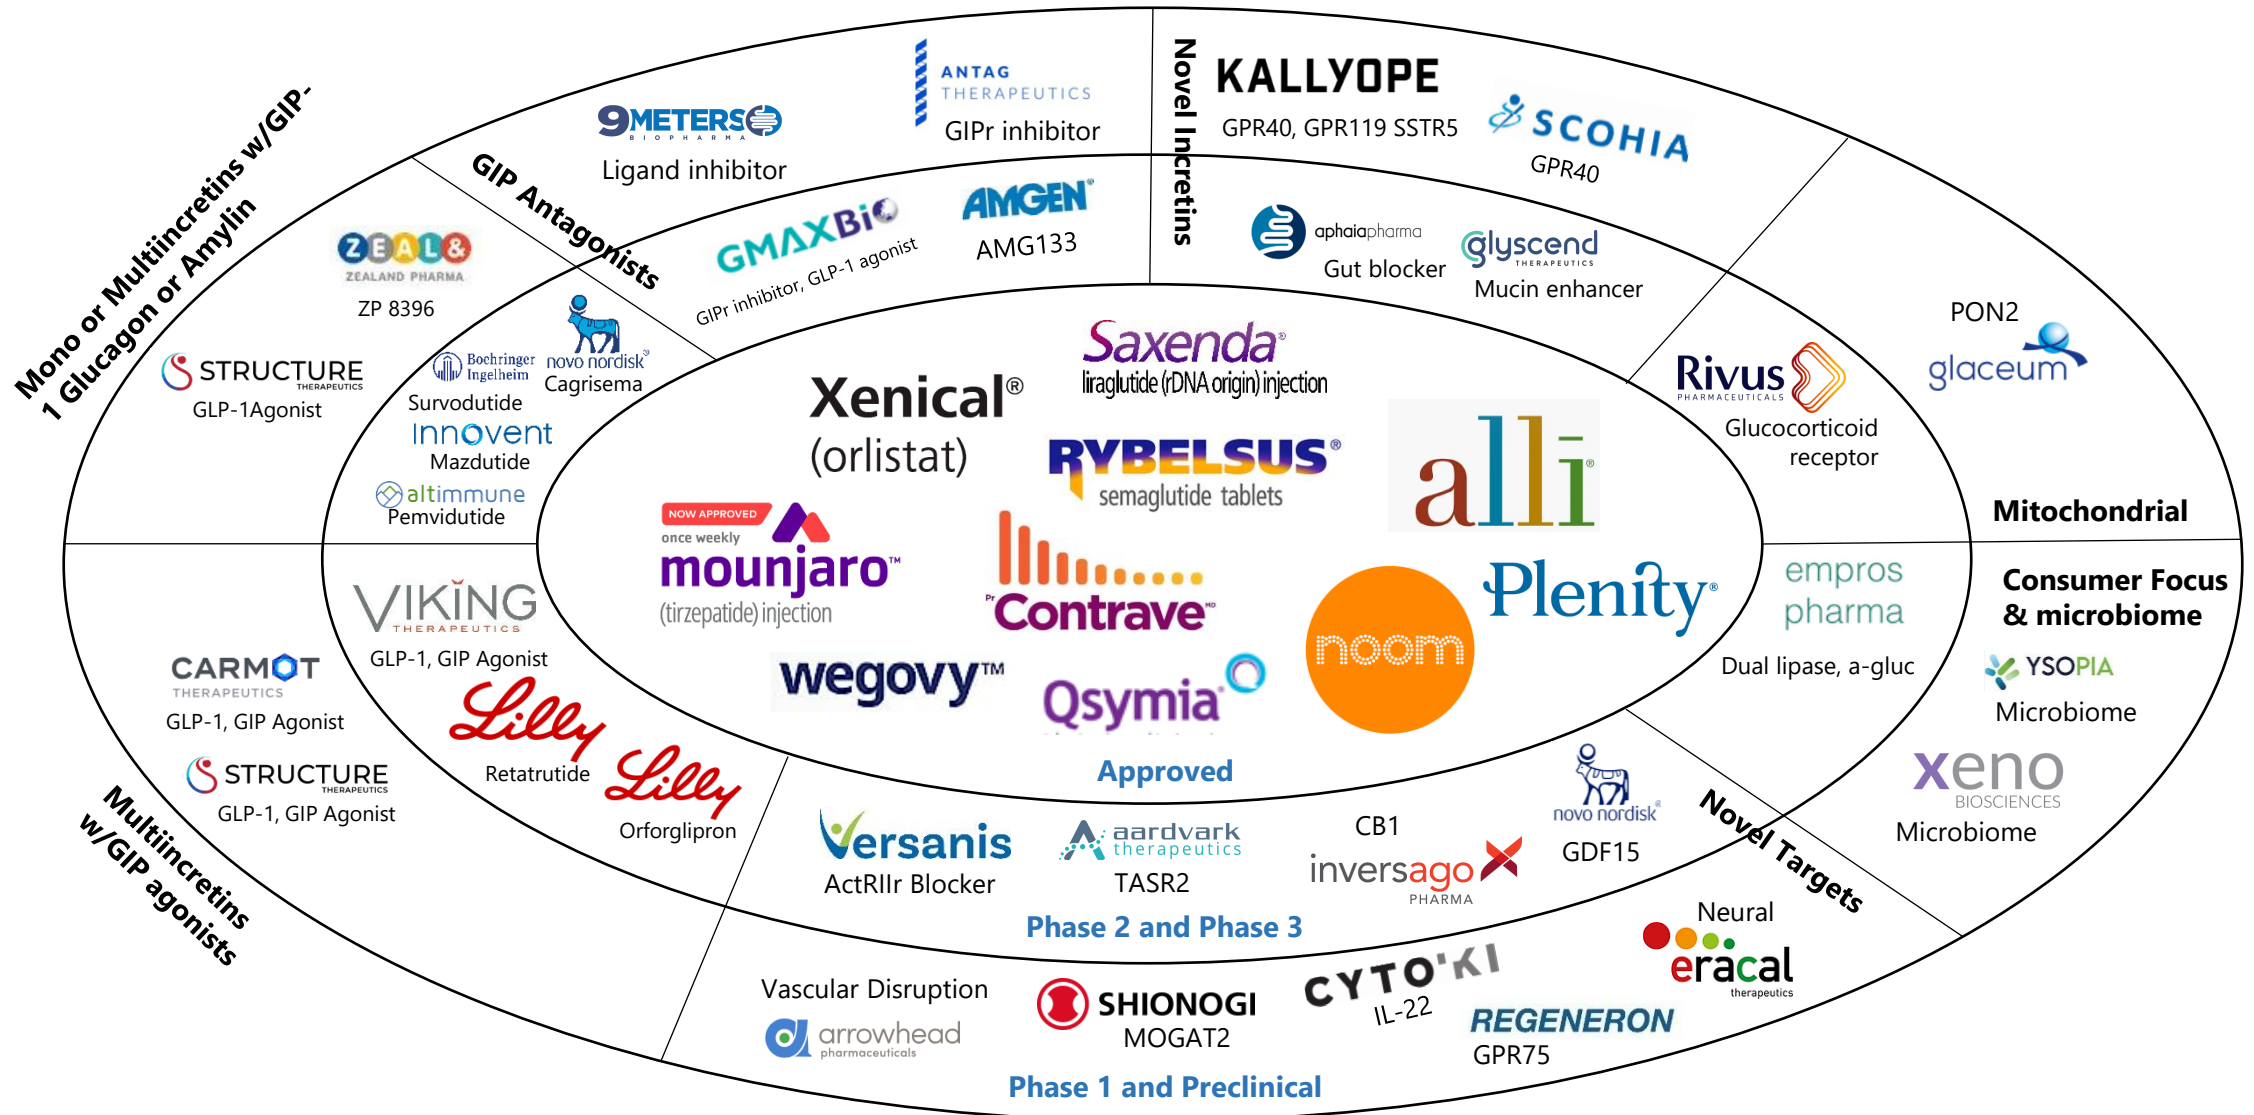 Mono or Multiincretins w/GIP-
1 Glucagon or Amylin
ZEAL&
ZEALAND PHARMA
ZP 8396
STRUCTURE
THERAPEUTICS
GLP-1Agonist
Boehringer
Ingelheim
Survodutide
novo nordisk®
Cagrisema
Innovent
Mazdutide
altimmune
Pemvidutide
GIP Antagonists
9METERS
BIOPHARMA
Ligand inhibitor
ANTAG
THERAPEUTICS
GIPr inhibitor
GMAXBiO
GIPr inhibitor, GLP-1 agonist
AMGEN®
AMG133
Novel Incretins
KALLYOPE
GPR40, GPR119 SSTR5
SCOHIA
GPR40
aphaiapharma
Gut blocker
glyscend
THERAPEUTICS
Mucin enhancer
PON2
glaceum
Rivus
PHARMACEUTICALS
Glucocorticoid
receptor
Mitochondrial
Xenical®
(orlistat)
Saxenda®
liraglutide (rDNA origin) injection
RYBELSUS®
semaglutide tablets
allī®
NOW APPROVED
once weekly
mounjaro™
(tirzepatide) injection
Pr Contrave MD
Plenity®
noom
wegovy™
Qsymia
Approved
empros
pharma
Dual lipase, a-gluc
Consumer Focus
& microbiome
YSOPIA
Microbiome
xeno
BIOSCIENCES
Microbiome
VIKING
THERAPEUTICS
GLP-1, GIP Agonist
Lilly
Retatrutide
Lilly
Orforglipron
CARMOT
THERAPEUTICS
GLP-1, GIP Agonist
STRUCTURE
THERAPEUTICS
GLP-1, GIP Agonist
Multiincretins
w/GIP agonists
Versanis
ActRIIr Blocker
aardvark
therapeutics
TASR2
CB1
inversago
PHARMA
novo nordisk®
GDF15
Novel Targets
Phase 2 and Phase 3
Vascular Disruption
arrowhead
pharmaceuticals
SHIONOGI
MOGAT2
CYTO'KI
IL-22
REGENERON
GPR75
Neural
eracal
therapeutics
Phase 1 and Preclinical